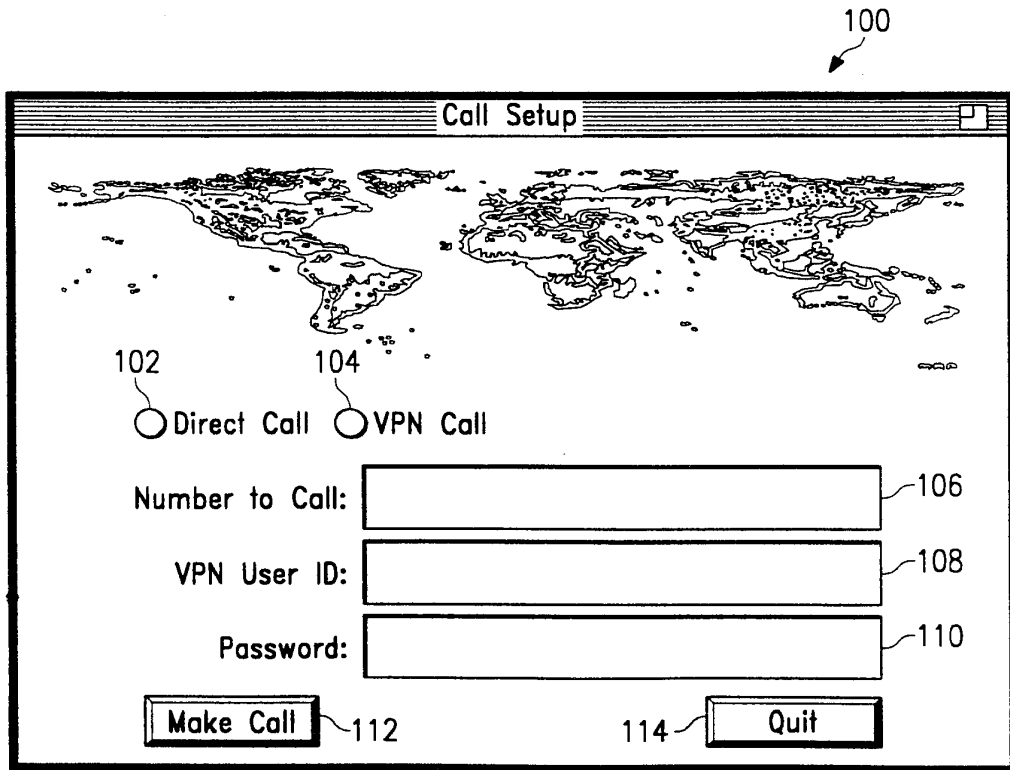 100
Call Setup
102
104
Direct Call
VPN Call
Number to Call:
106
VPN User ID:
108
Password:
110
Make Call
112
114
Quit